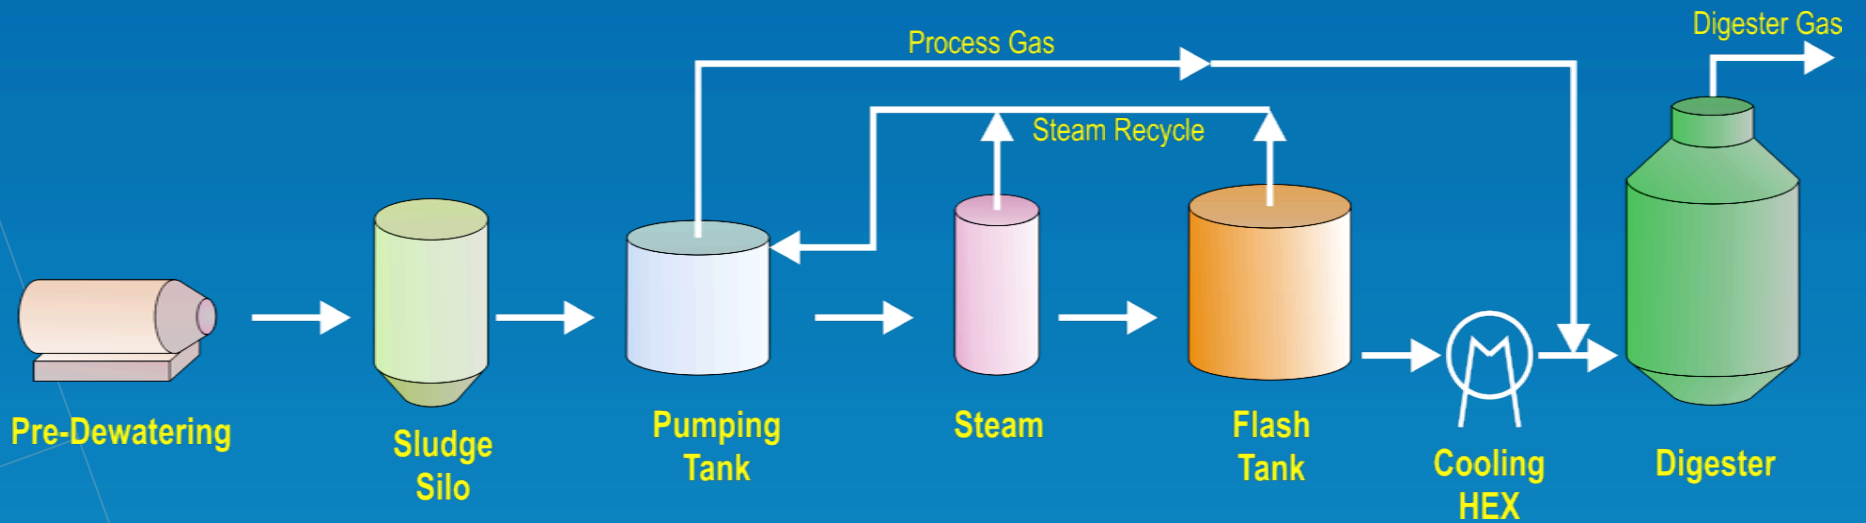 Digester Gas
Process Gas
Steam Recycle
Pre-Dewatering
Sludge
Silo
Pumping
Tank
Steam
Flash
Tank
Cooling
HEX
Digester